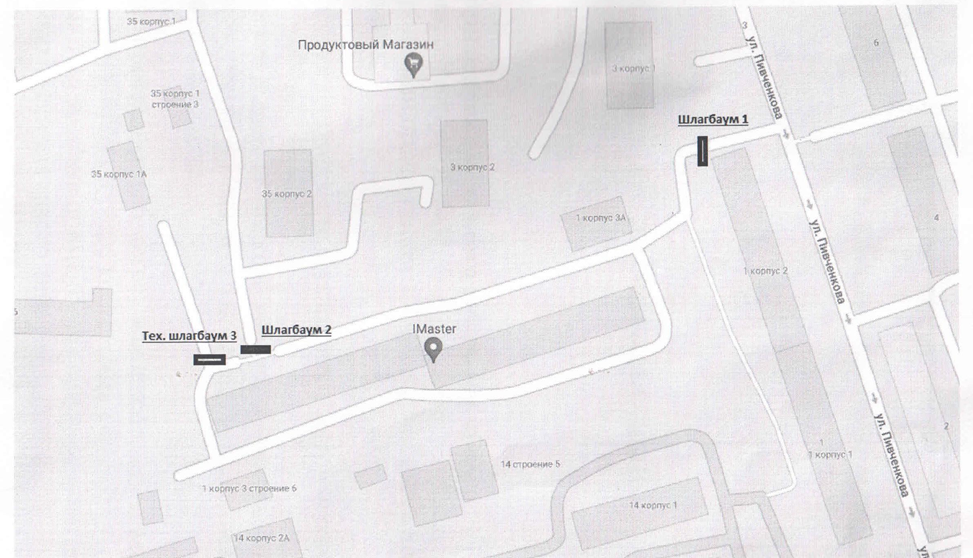 35 корпус 1
3
6
Продуктовый Магазин
ул. Пивченкова
3 корпус 1
35 корпус 1
строение 3
Шлагбаум 1
35 корпус 1А
3 корпус 2
35 корпус 2
1 корпус 3А
4
ул. Пивченкова
1 корпус 2
Тех. шлагбаум 3
Шлагбаум 2
IMaster
2
ул. Пивченкова
1
1 корпус 1
14 строение 5
1 корпус 3 строение 6
14 корпус 1
14 корпус 2А